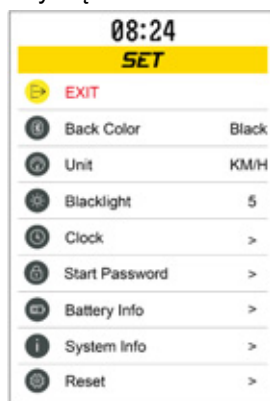 08:24
SET
EXIT
Back Color Black
Unit KM/H
Blacklight 5
Clock >
Start Password >
Battery Info >
System Info >
Reset >